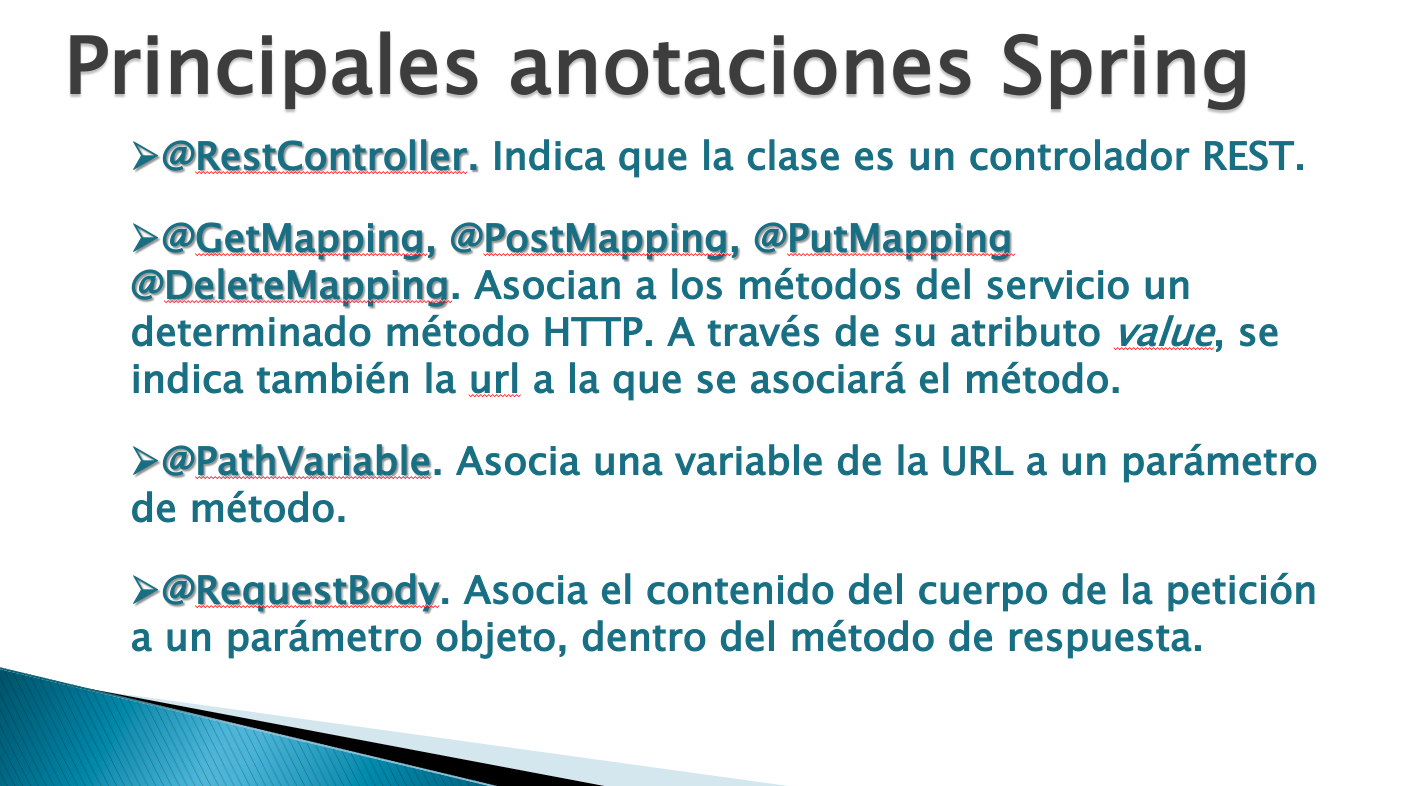 Principales anotaciones Spring
➢@RestController. Indica que la clase es un controlador REST.
➢@GetMapping, @PostMapping, @PutMapping
@DeleteMapping. Asocian a los métodos del servicio un
determinado método HTTP. A través de su atributo value, se
indica también la url a la que se asociará el método.
➢@PathVariable. Asocia una variable de la URL a un parámetro
de método.
➢@RequestBody. Asocia el contenido del cuerpo de la petición
a un parámetro objeto, dentro del método de respuesta.